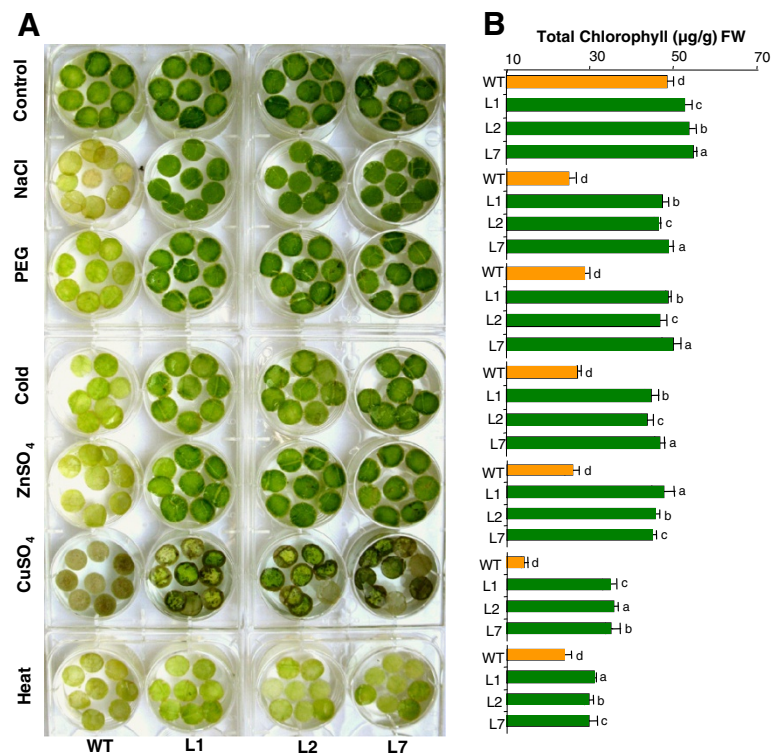 A
Control
NaCl
PEG
Cold
ZnSO4
CuSO4
Heat
WT L1 L2 L7
B
Total Chlorophyll (µg/g) FW
10 30 50 70
WT d
L1 c
L2 b
L7 a
WT d
L1 b
L2 c
L7 a
WT d
L1 b
L2 c
L7 a
WT d
L1 b
L2 c
L7 a
WT d
L1 a
L2 b
L7 c
WT d
L1 c
L2 a
L7 b
WT d
L1 a
L2 b
L7 c